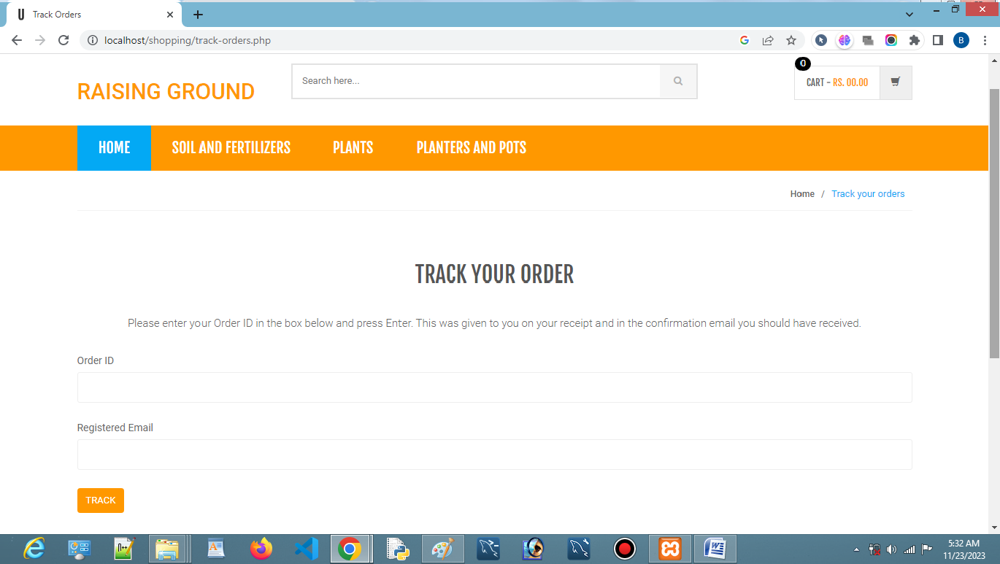 Track Orders
localhost/shopping/track-orders.php
B
0
RAISING GROUND
Search here...
CART - RS. 00.00
HOME
SOIL AND FERTILIZERS
PLANTS
PLANTERS AND POTS
Home / Track your orders
TRACK YOUR ORDER
Please enter your Order ID in the box below and press Enter. This was given to you on your receipt and in the confirmation email you should have received.
Order ID
Registered Email
TRACK
5:32 AM
11/23/2023